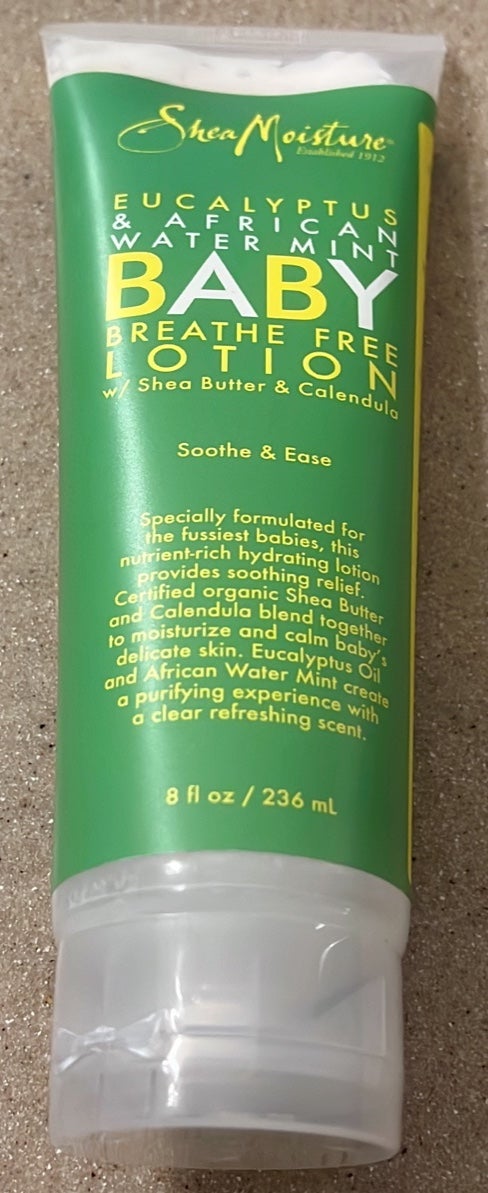 SheaMoisture
Established 1912
EUCALYPTUS
& AFRICAN
WATER MINT
BABY
BREATHE FREE
LOTION
w/ Shea Butter & Calendula
Soothe & Ease
Specially formulated for
the fussiest babies, this
nutrient-rich hydrating lotion
provides soothing relief.
Certified organic Shea Butter
and Calendula blend together
to moisturize and calm baby's
delicate skin. Eucalyptus Oil
and African Water Mint create
a purifying experience with
a clear refreshing scent.
8 fl oz / 236 mL